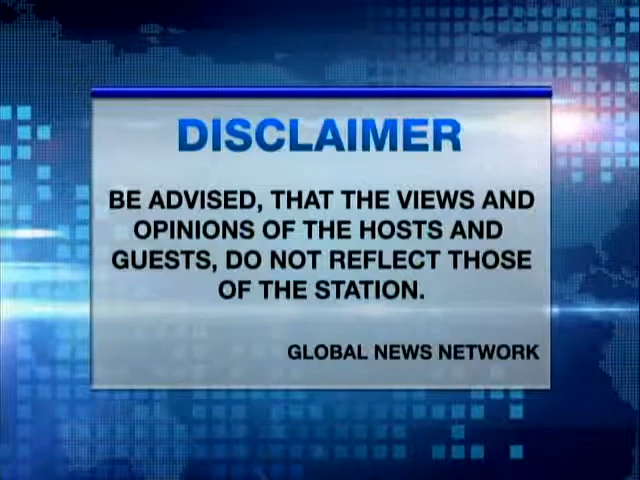 DISCLAIMER
BE ADVISED, THAT THE VIEWS AND
OPINIONS OF THE HOSTS AND
GUESTS, DO NOT REFLECT THOSE
OF THE STATION.
GLOBAL NEWS NETWORK